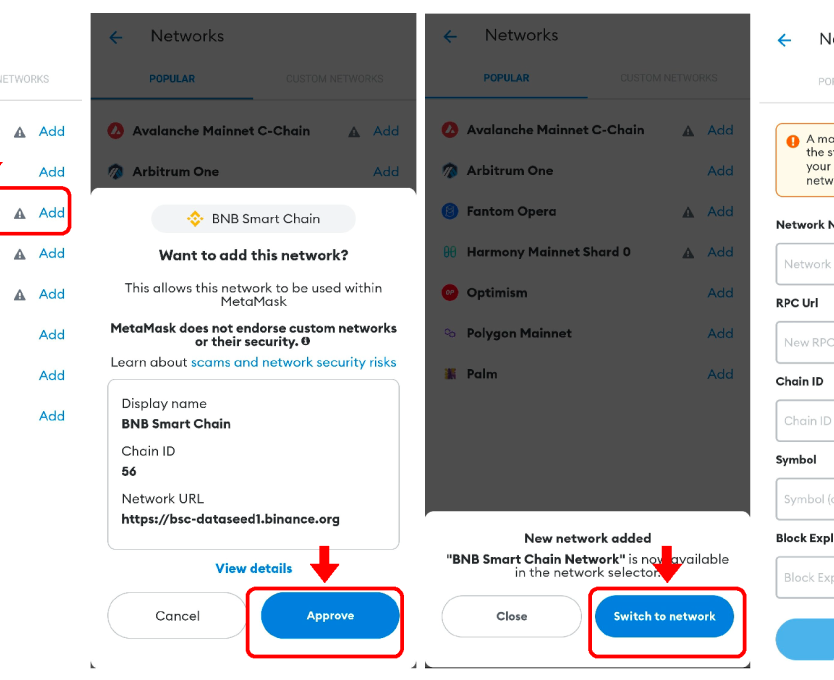 NETWORKS
Add
Add
Add
Add
Add
Add
Add
Add
Networks
POPULAR
CUSTOM NETWORKS
Avalanche Mainnet C-Chain
Add
Arbitrum One
Add
BNB Smart Chain
Want to add this network?
This allows this network to be used within
MetaMask
MetaMask does not endorse custom networks
or their security.
Learn about scams and network security risks
Display name
BNB Smart Chain
Chain ID
56
Network URL
https://bsc-dataseed1.binance.org
View details
Cancel
Approve
Networks
POPULAR
CUSTOM NETWORKS
Avalanche Mainnet C-Chain
Add
Arbitrum One
Add
Fantom Opera
Add
Harmony Mainnet Shard 0
Add
OP
Optimism
Add
Polygon Mainnet
Add
Palm
Add
New network added
"BNB Smart Chain Network" is now available
in the network selector.
Close
Switch to network
A ma
the s
your
netw
Network N
Network
RPC Url
New RPC
Chain ID
Chain ID
Symbol
Symbol (o
Block Expl
Block Exp